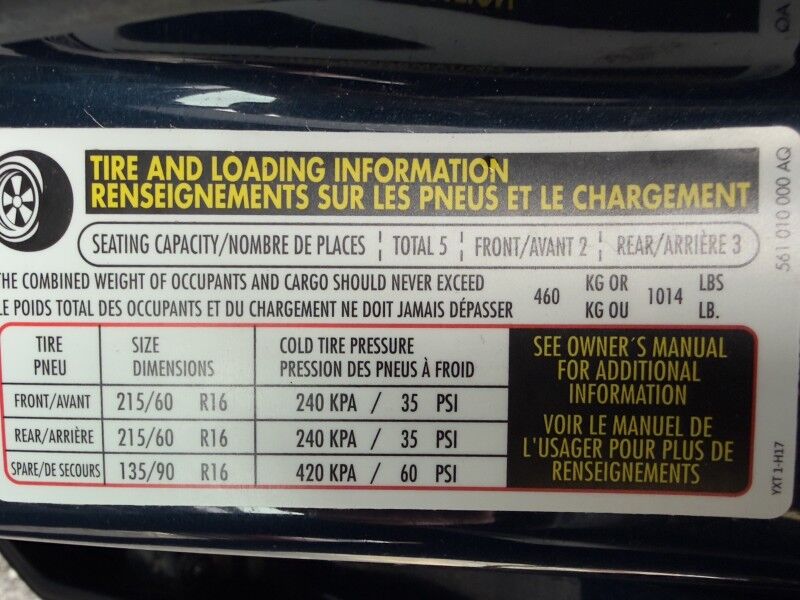 TIRE AND LOADING INFORMATION
RENSEIGNEMENTS SUR LES PNEUS ET LE CHARGEMENT
SEATING CAPACITY/NOMBRE DE PLACES ¦ TOTAL 5 ¦ FRONT/AVANT 2 ¦ REAR/ARRIÈRE 3
THE COMBINED WEIGHT OF OCCUPANTS AND CARGO SHOULD NEVER EXCEED
LE POIDS TOTAL DES OCCUPANTS ET DU CHARGEMENT NE DOIT JAMAIS DÉPASSER
460 KG OR 1014 LBS
KG OU LB.
TIRE SIZE COLD TIRE PRESSURE
PNEU DIMENSIONS PRESSION DES PNEUS À FROID
FRONT/AVANT 215/60 R16 240 KPA / 35 PSI
REAR/ARRIÈRE 215/60 R16 240 KPA / 35 PSI
SPARE/DE SECOURS 135/90 R16 420 KPA / 60 PSI
SEE OWNER´S MANUAL
FOR ADDITIONAL
INFORMATION
VOIR LE MANUEL DE
L'USAGER POUR PLUS DE
RENSEIGNEMENTS
561 010 000 AQ
YXT 1-H17
QA